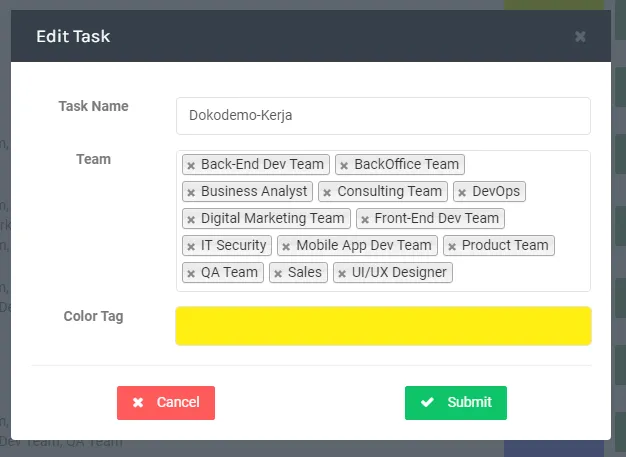 Edit Task ×
Task Name
Dokodemo-Kerja
Team
× Back-End Dev Team × BackOffice Team
× Business Analyst × Consulting Team × DevOps
× Digital Marketing Team × Front-End Dev Team
× IT Security × Mobile App Dev Team × Product Team
× QA Team × Sales × UI/UX Designer
Color Tag
✖ Cancel ✔ Submit
Dev Team, QA Team